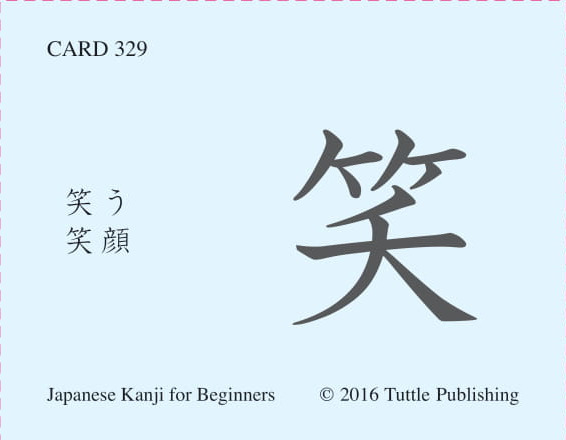 CARD 329
笑う
笑顔
笑
Japanese Kanji for Beginners © 2016 Tuttle Publishing